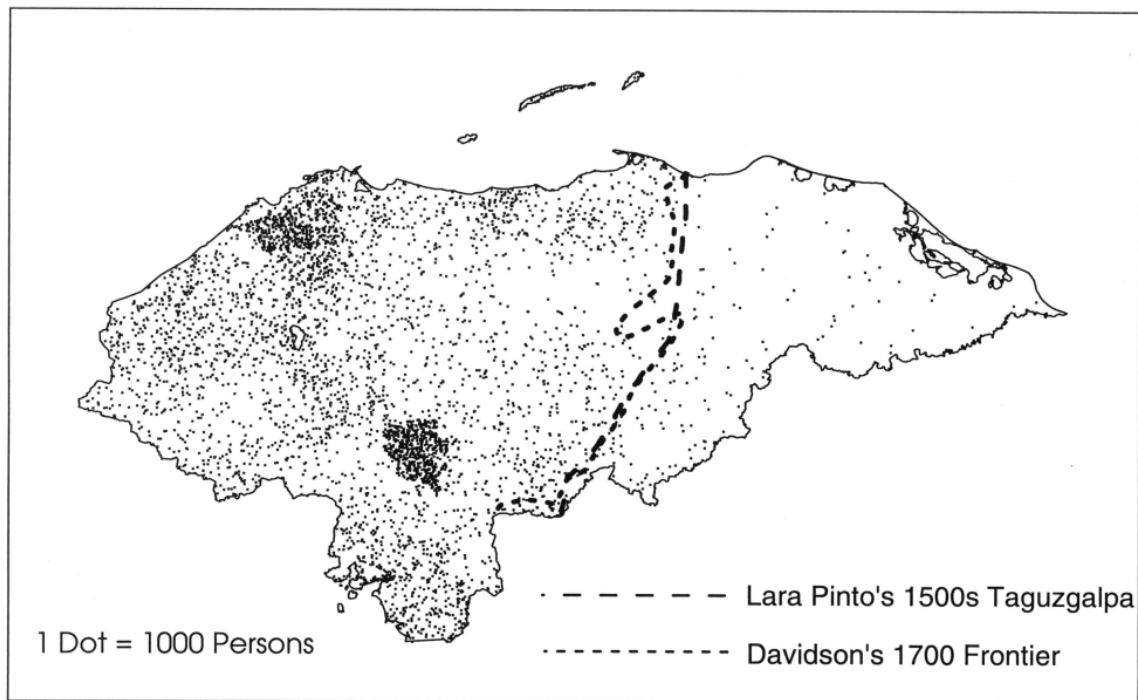 Lara Pinto's 1500s Taguzgalpa
1 Dot = 1000 Persons
Davidson's 1700 Frontier